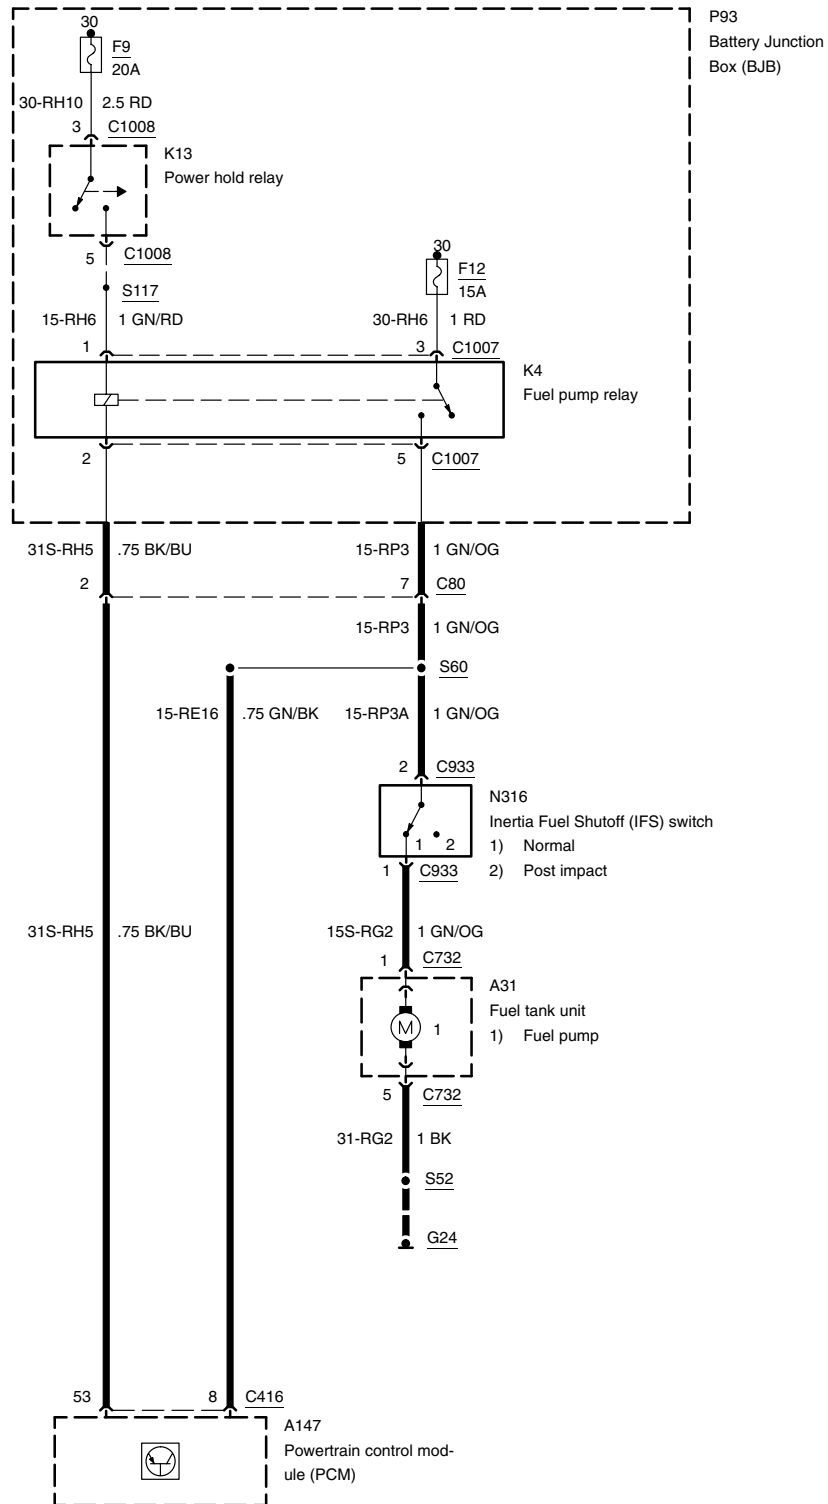 P93
Battery Junction
Box (BJB)
30
F9
20A
30-RH10 2.5 RD
3 C1008
K13
Power hold relay
5 C1008
S117
15-RH6 1 GN/RD
30
F12
15A
30-RH6 1 RD
1 3 C1007
K4
Fuel pump relay
2 5 C1007
31S-RH5 .75 BK/BU 15-RP3 1 GN/OG
2 7 C80
15-RP3 1 GN/OG
S60
15-RE16 .75 GN/BK 15-RP3A 1 GN/OG
2 C933
N316
Inertia Fuel Shutoff (IFS) switch
1) Normal
2) Post impact
1 2
1 C933
31S-RH5 .75 BK/BU 15S-RG2 1 GN/OG
1 C732
A31
Fuel tank unit
1) Fuel pump
M 1
5 C732
31-RG2 1 BK
S52
G24
53 8 C416
A147
Powertrain control mod-
ule (PCM)